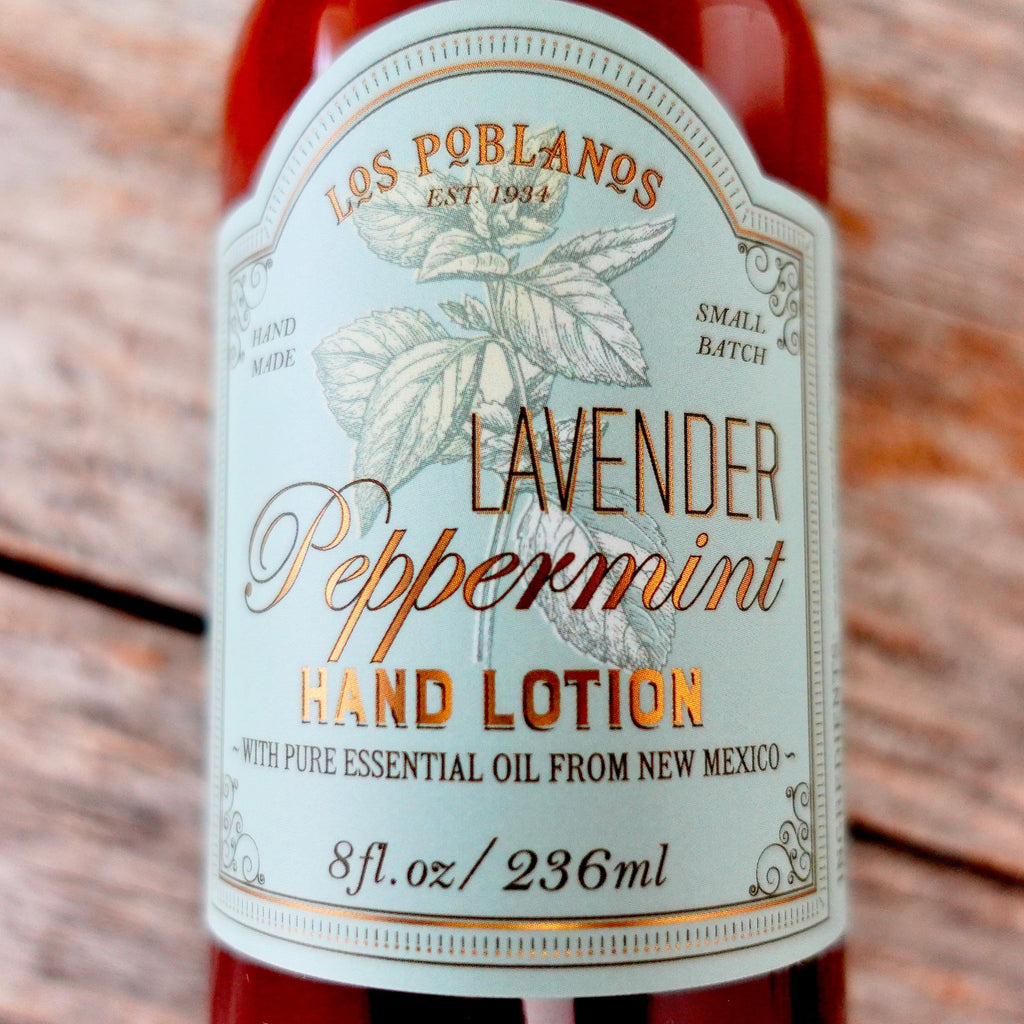 LOS POBLANOS
EST. 1934
HAND
MADE
SMALL
BATCH
LAVENDER
Peppermint
HAND LOTION
~WITH PURE ESSENTIAL OIL FROM NEW MEXICO~
8fl.oz/236ml